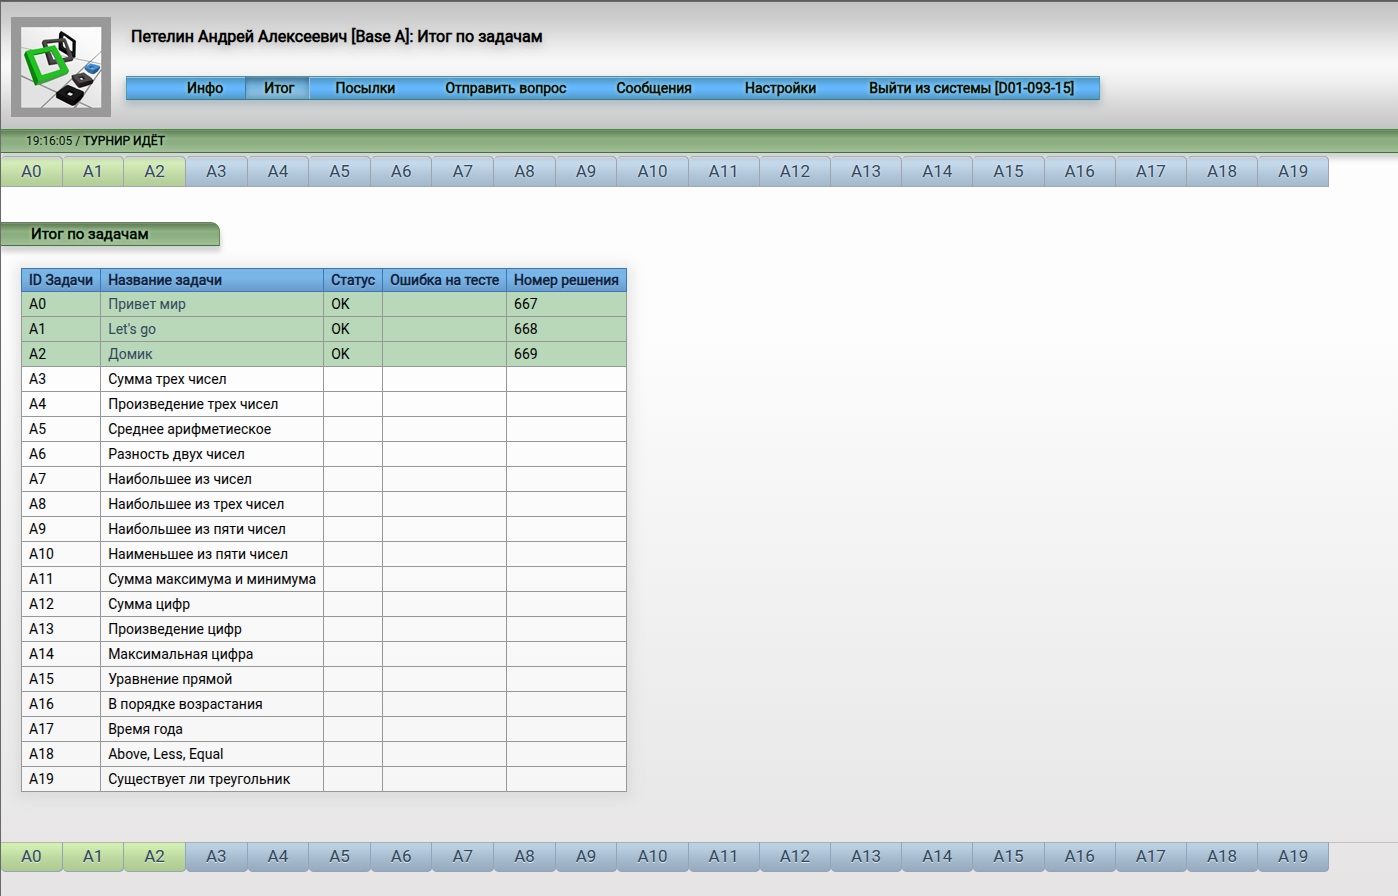 Петелин Андрей Алексеевич [Base A]: Итог по задачам
Инфо Итог Посылки Отправить вопрос Сообщения Настройки Выйти из системы [D01-093-15]
19:16:05 / ТУРНИР ИДЁТ
A0 A1 A2 A3 A4 A5 A6 A7 A8 A9 A10 A11 A12 A13 A14 A15 A16 A17 A18 A19
Итог по задачам
ID Задачи Название задачи Статус Ошибка на тесте Номер решения
A0 Привет мир OK 667
A1 Let's go OK 668
A2 Домик OK 669
A3 Сумма трех чисел
A4 Произведение трех чисел
A5 Среднее арифметиеское
A6 Разность двух чисел
A7 Наибольшее из чисел
A8 Наибольшее из трех чисел
A9 Наибольшее из пяти чисел
A10 Наименьшее из пяти чисел
A11 Сумма максимума и минимума
A12 Сумма цифр
A13 Произведение цифр
A14 Максимальная цифра
A15 Уравнение прямой
A16 В порядке возрастания
A17 Время года
A18 Above, Less, Equal
A19 Существует ли треугольник
A0 A1 A2 A3 A4 A5 A6 A7 A8 A9 A10 A11 A12 A13 A14 A15 A16 A17 A18 A19